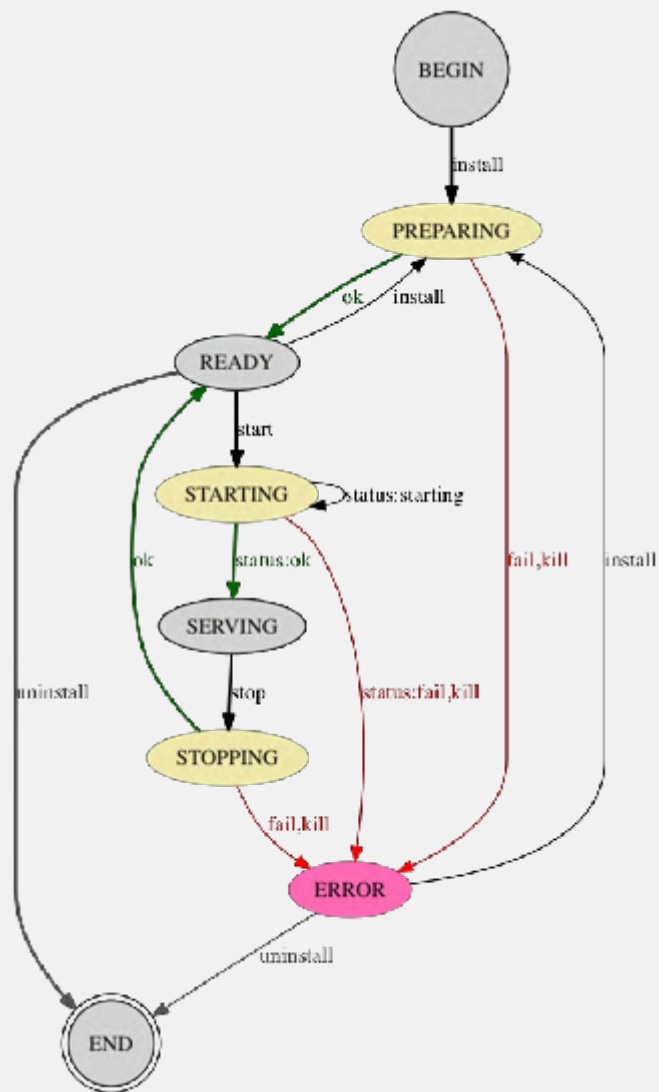 BEGIN
install
PREPARING
ok
install
READY
start
STARTING
status:starting
ok
status:ok
fail,kill
install
SERVING
uninstall
stop
status:fail,kill
STOPPING
fail,kill
ERROR
uninstall
END